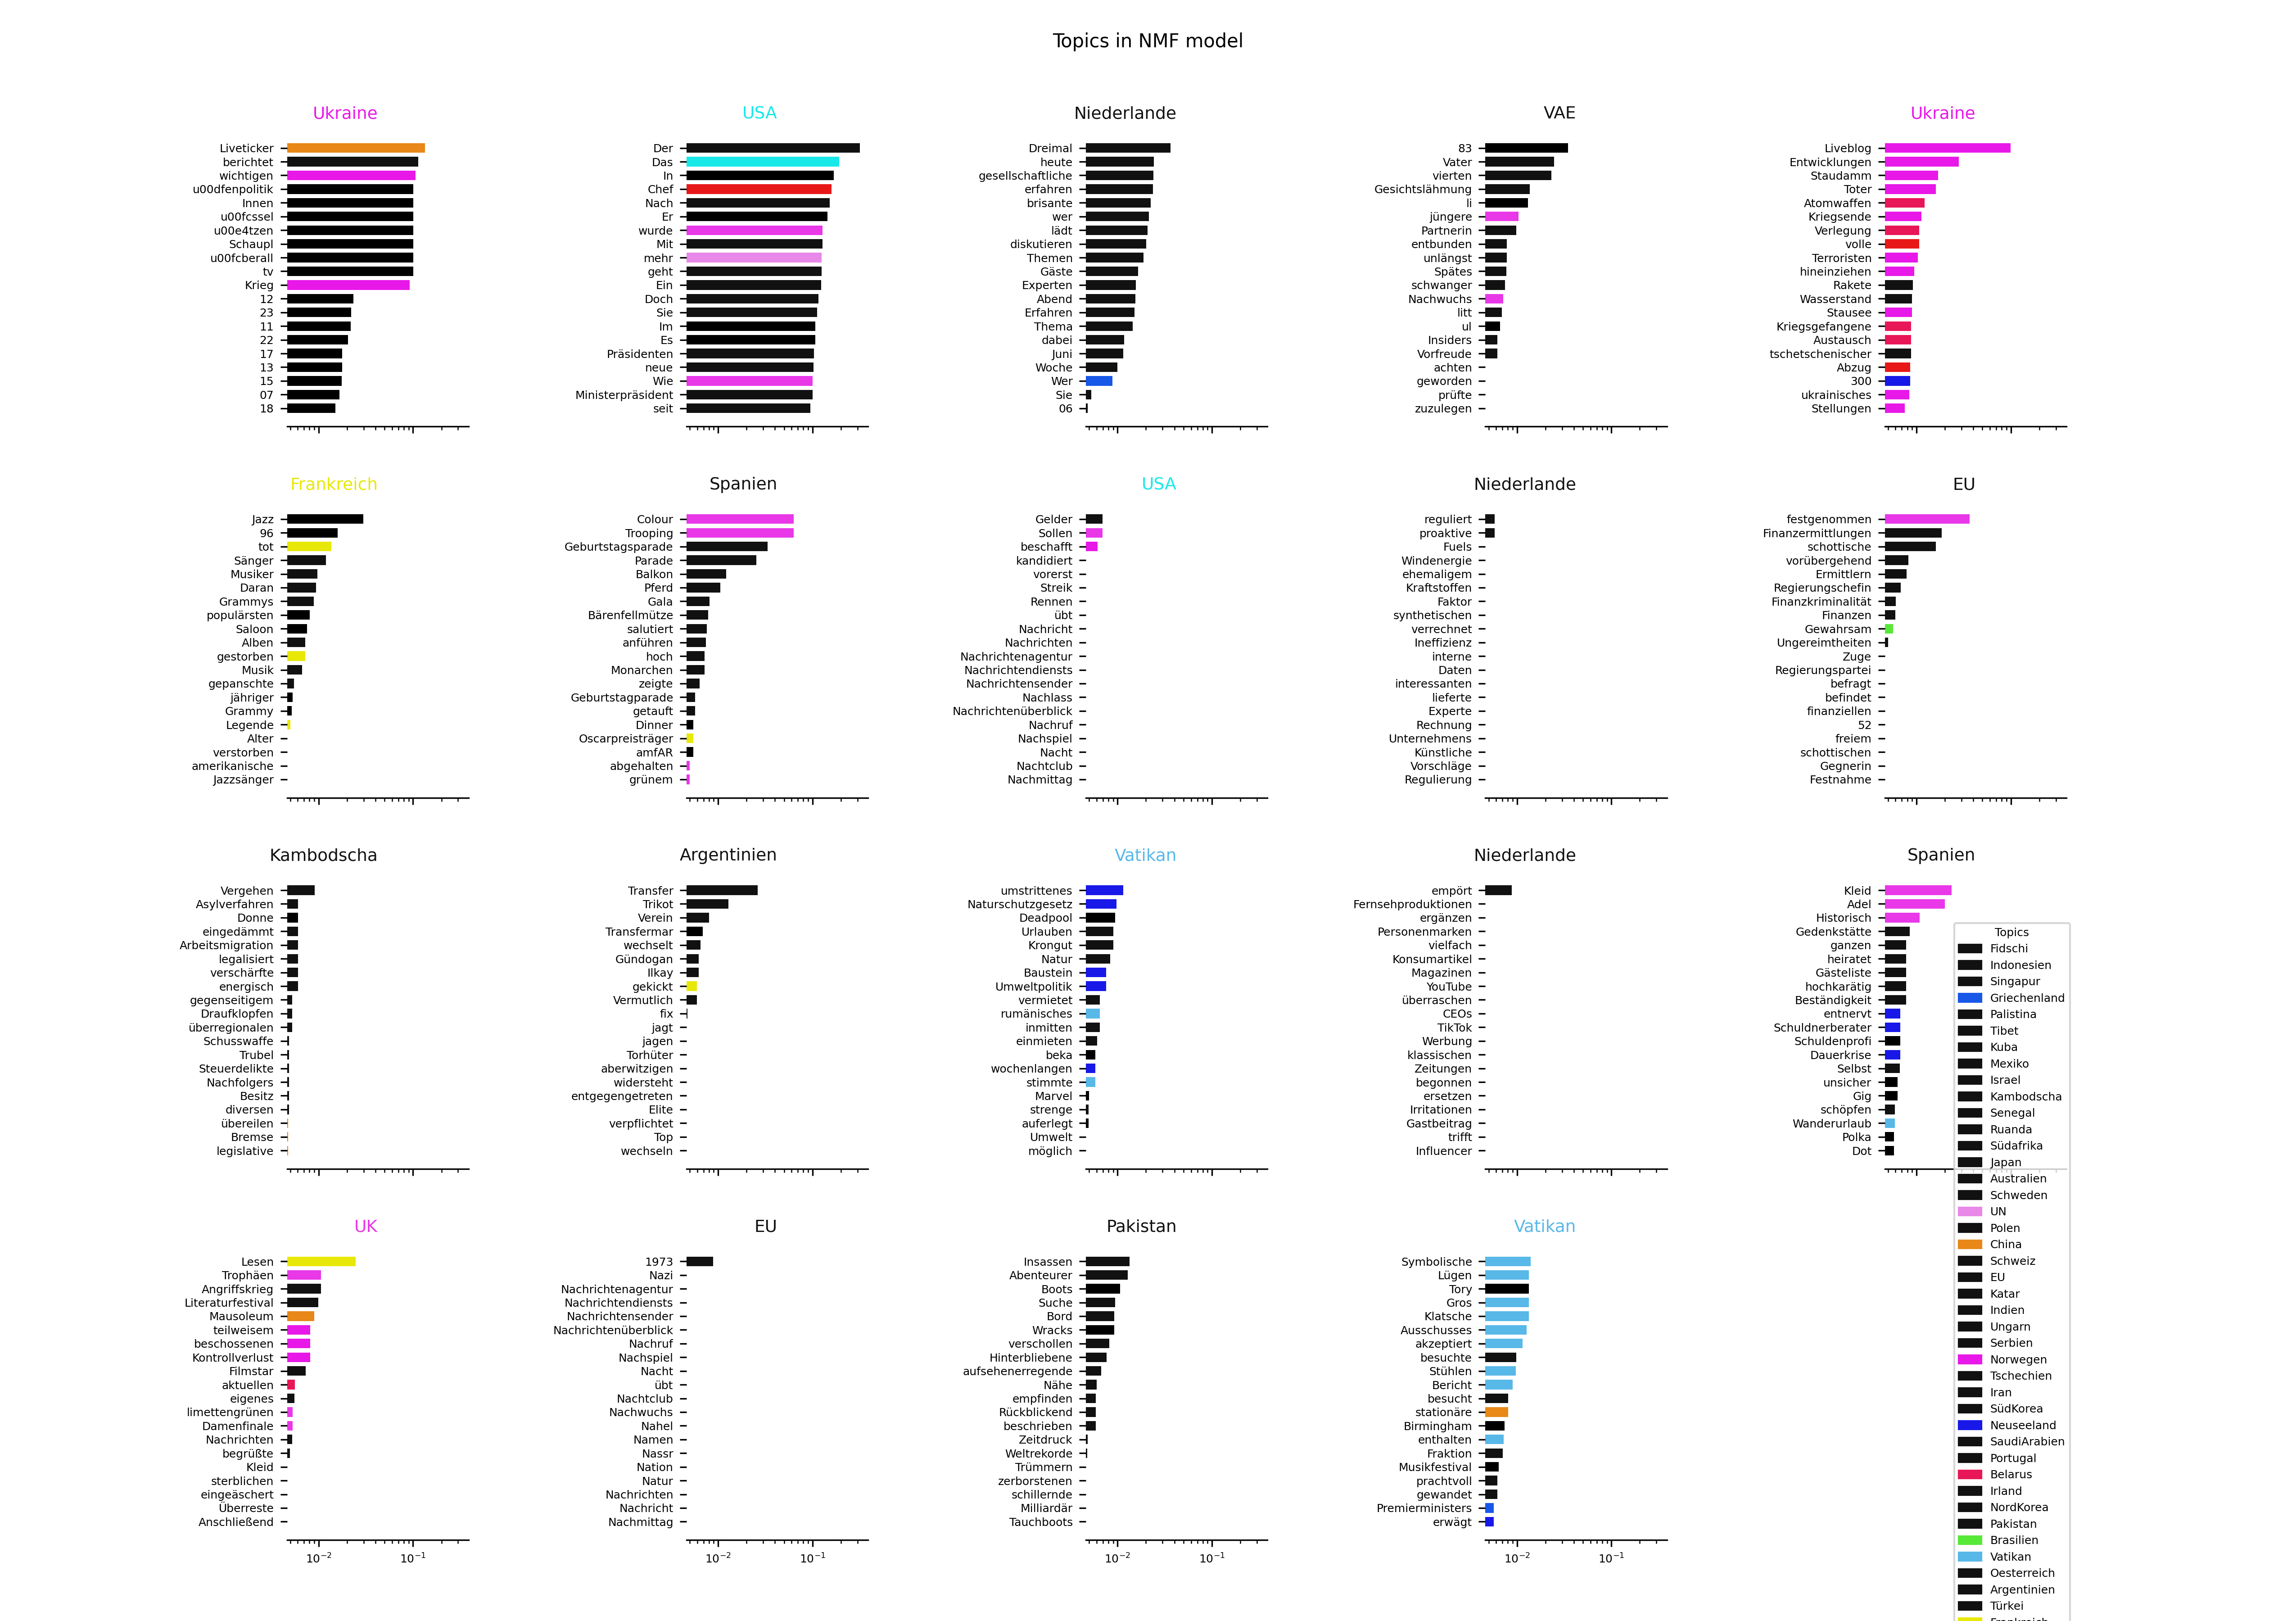 Topics in NMF model
Ukraine
Liveticker
berichtet
wichtigen
u00dfenpolitik
Innen
u00fcssel
u00e4tzen
Schaupl
u00fcberall
tv
Krieg
12
23
11
22
17
13
15
07
18
USA
Der
Das
In
Chef
Nach
Er
wurde
Mit
mehr
geht
Ein
Doch
Sie
Im
Es
Präsidenten
neue
Wie
Ministerpräsident
seit
Niederlande
Dreimal
heute
gesellschaftliche
erfahren
brisante
wer
lädt
diskutieren
Themen
Gäste
Experten
Abend
Erfahren
Thema
dabei
Juni
Woche
Wer
Sie
06
VAE
83
Vater
vierten
Gesichtslähmung
li
jüngere
Partnerin
entbunden
unlängst
Spätes
schwanger
Nachwuchs
litt
ul
Insiders
Vorfreude
achten
geworden
prüfte
zuzulegen
Ukraine
Liveblog
Entwicklungen
Staudamm
Toter
Atomwaffen
Kriegsende
Verlegung
volle
Terroristen
hineinziehen
Rakete
Wasserstand
Stausee
Kriegsgefangene
Austausch
tschetschenischer
Abzug
300
ukrainisches
Stellungen
Frankreich
Jazz
96
tot
Sänger
Musiker
Daran
Grammys
populärsten
Saloon
Alben
gestorben
Musik
gepanschte
jähriger
Grammy
Legende
Alter
verstorben
amerikanische
Jazzsänger
Spanien
Colour
Trooping
Geburtstagsparade
Parade
Balkon
Pferd
Gala
Bärenfellmütze
salutiert
anführen
hoch
Monarchen
zeigte
Geburtstagparade
getauft
Dinner
Oscarpreisträger
amfAR
abgehalten
grünem
USA
Gelder
Sollen
beschafft
kandidiert
vorerst
Streik
Rennen
übt
Nachricht
Nachrichten
Nachrichtenagentur
Nachrichtendiensts
Nachrichtensender
Nachlass
Nachrichtenüberblick
Nachruf
Nachspiel
Nacht
Nachtclub
Nachmittag
Niederlande
reguliert
proaktive
Fuels
Windenergie
ehemaligem
Kraftstoffen
Faktor
synthetischen
verrechnet
Ineffizienz
interne
Daten
interessanten
lieferte
Experte
Rechnung
Unternehmens
Künstliche
Vorschläge
Regulierung
EU
festgenommen
Finanzermittlungen
schottische
vorübergehend
Ermittlern
Regierungschefin
Finanzkriminalität
Finanzen
Gewahrsam
Ungereimtheiten
Zuge
Regierungspartei
befragt
befindet
finanziellen
52
freiem
schottischen
Gegnerin
Festnahme
Kambodscha
Vergehen
Asylverfahren
Donne
eingedämmt
Arbeitsmigration
legalisiert
verschärfte
energisch
gegenseitigem
Draufklopfen
überregionalen
Schusswaffe
Trubel
Steuerdelikte
Nachfolgers
Besitz
diversen
übereilen
Bremse
legislative
Argentinien
Transfer
Trikot
Verein
Transfermar
wechselt
Gündogan
Ilkay
gekickt
Vermutlich
fix
jagt
jagen
Torhüter
aberwitzigen
widersteht
entgegengetreten
Elite
verpflichtet
Top
wechseln
Vatikan
umstrittenes
Naturschutzgesetz
Deadpool
Urlauben
Krongut
Natur
Baustein
Umweltpolitik
vermietet
rumänisches
inmitten
einmieten
beka
wochenlangen
stimmte
Marvel
strenge
auferlegt
Umwelt
möglich
Niederlande
empört
Fernsehproduktionen
ergänzen
Personenmarken
vielfach
Konsumartikel
Magazinen
YouTube
überraschen
CEOs
TikTok
Werbung
klassischen
Zeitungen
begonnen
ersetzen
Irritationen
Gastbeitrag
trifft
Influencer
Spanien
Kleid
Adel
Historisch
Gedenkstätte
ganzen
heiratet
Gästeliste
hochkarätig
Beständigkeit
entnervt
Schuldnerberater
Schuldenprofi
Dauerkrise
Selbst
unsicher
Gig
schöpfen
Wanderurlaub
Polka
Dot
UK
Lesen
Trophäen
Angriffskrieg
Literaturfestival
Mausoleum
teilweisem
beschossenen
Kontrollverlust
Filmstar
aktuellen
eigenes
limettengrünen
Damenfinale
Nachrichten
begrüßte
Kleid
sterblichen
eingeäschert
Überreste
Anschließend
10⁻² 10⁻¹
EU
1973
Nazi
Nachrichtenagentur
Nachrichtendiensts
Nachrichtensender
Nachrichtenüberblick
Nachruf
Nachspiel
Nacht
übt
Nachtclub
Nachwuchs
Nahel
Namen
Nassr
Nation
Natur
Nachrichten
Nachricht
Nachmittag
10⁻² 10⁻¹
Pakistan
Insassen
Abenteurer
Boots
Suche
Bord
Wracks
verschollen
Hinterbliebene
aufsehenerregende
Nähe
empfinden
Rückblickend
beschrieben
Zeitdruck
Weltrekorde
Trümmern
zerborstenen
schillernde
Milliardär
Tauchboots
10⁻² 10⁻¹
Vatikan
Symbolische
Lügen
Tory
Gros
Klatsche
Ausschusses
akzeptiert
besuchte
Stühlen
Bericht
besucht
stationäre
Birmingham
enthalten
Fraktion
Musikfestival
prachtvoll
gewandet
Premierministers
erwägt
10⁻² 10⁻¹
Topics
Fidschi
Indonesien
Singapur
Griechenland
Palistina
Tibet
Kuba
Mexiko
Israel
Kambodscha
Senegal
Ruanda
Südafrika
Japan
Australien
Schweden
UN
Polen
China
Schweiz
EU
Katar
Indien
Ungarn
Serbien
Norwegen
Tschechien
Iran
SüdKorea
Neuseeland
SaudiArabien
Portugal
Belarus
Irland
NordKorea
Pakistan
Brasilien
Vatikan
Oesterreich
Argentinien
Türkei